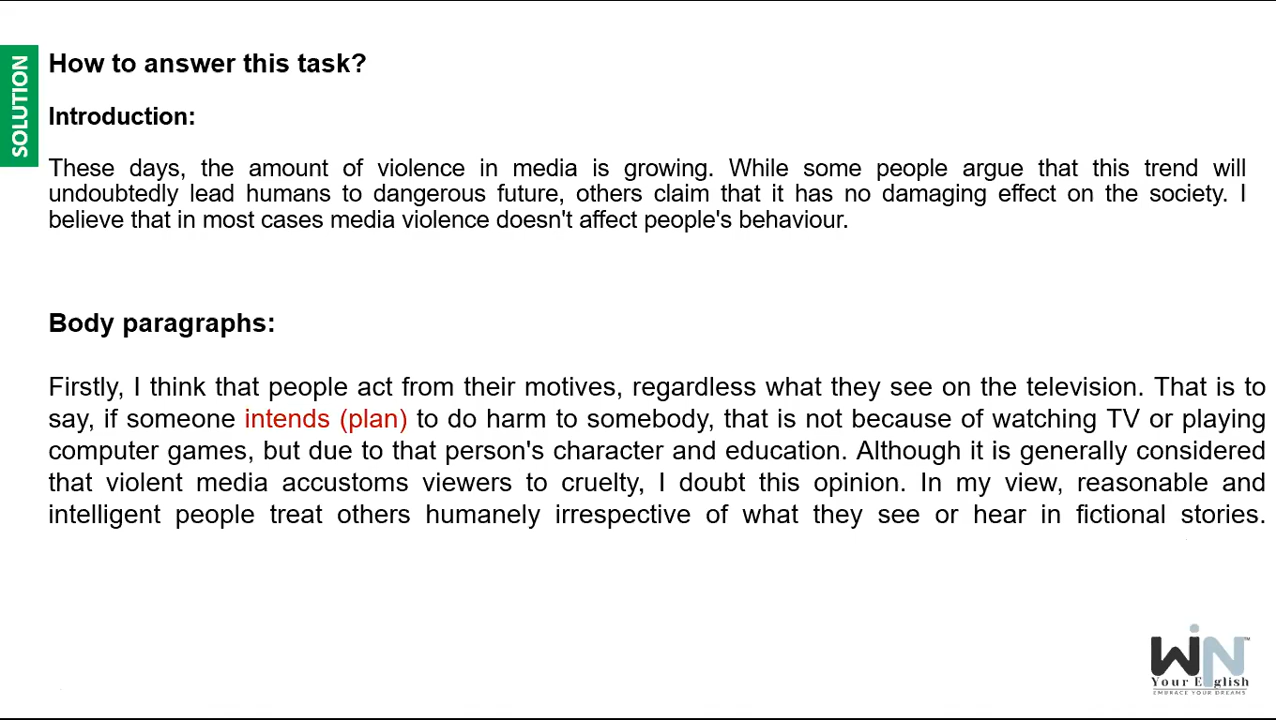 SOLUTION
How to answer this task?
Introduction:
These days, the amount of violence in media is growing. While some people argue that this trend will
undoubtedly lead humans to dangerous future, others claim that it has no damaging effect on the society. I
believe that in most cases media violence doesn't affect people's behaviour.
Body paragraphs:
Firstly, I think that people act from their motives, regardless what they see on the television. That is to
say, if someone intends (plan) to do harm to somebody, that is not because of watching TV or playing
computer games, but due to that person's character and education. Although it is generally considered
that violent media accustoms viewers to cruelty, I doubt this opinion. In my view, reasonable and
intelligent people treat others humanely irrespective of what they see or hear in fictional stories.
WiN™
Your English
EMBRACE YOUR DREAMS